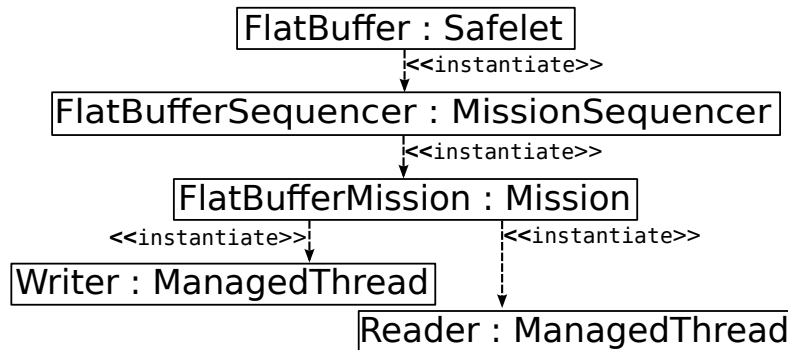 FlatBuffer : Safelet
<<instantiate>>
FlatBufferSequencer : MissionSequencer
<<instantiate>>
FlatBufferMission : Mission
<<instantiate>>
<<instantiate>>
Writer : ManagedThread
Reader : ManagedThread